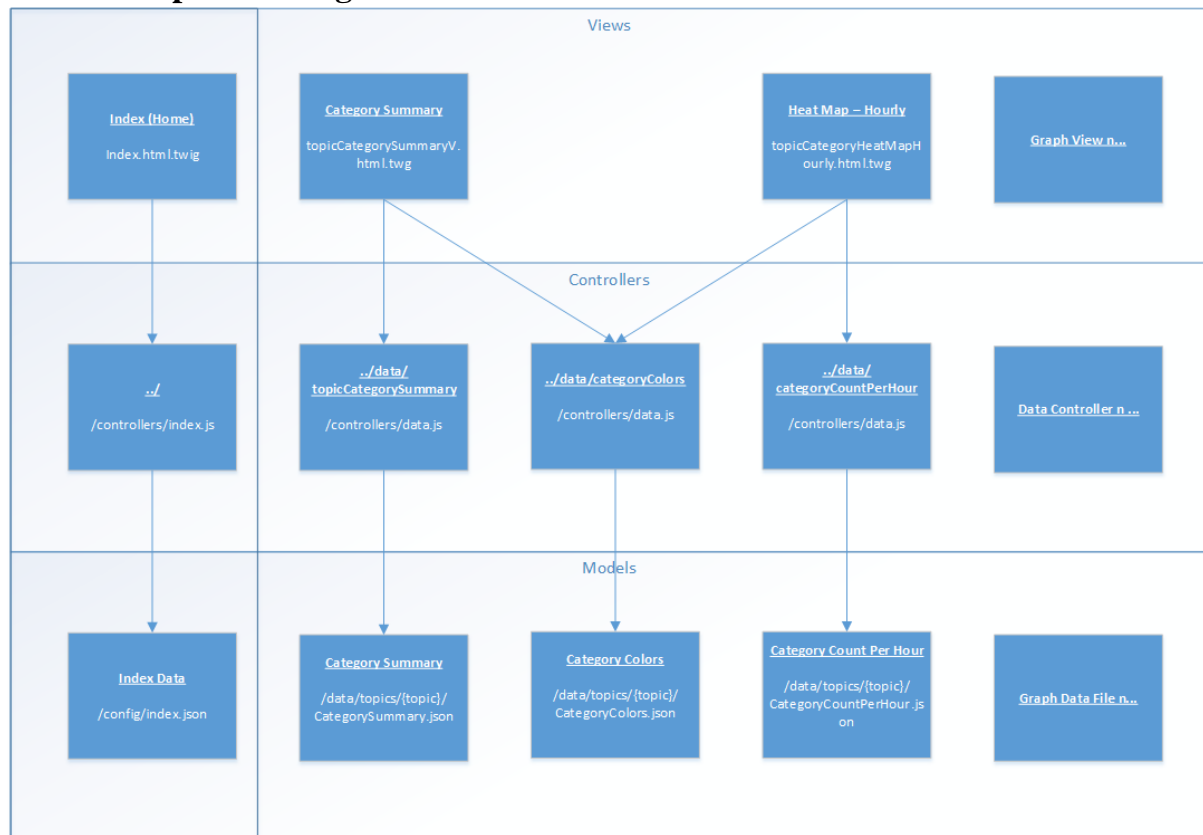 Views
Index (Home)
Index.html.twig
Category Summary
topicCategorySummaryV.
html.twg
Heat Map – Hourly
topicCategoryHeatMapH
ourly.html.twg
Graph View n...
Controllers
../
/controllers/index.js
../data/
topicCategorySummary
/controllers/data.js
../data/categoryColors
/controllers/data.js
../data/
categoryCountPerHour
/controllers/data.js
Data Controller n ...
Models
Index Data
/config/index.json
Category Summary
/data/topics/{topic}/
CategorySummary.json
Category Colors
/data/topics/{topic}/
CategoryColors.json
Category Count Per Hour
/data/topics/{topic}/
CategoryCountPerHour.js
on
Graph Data File n...